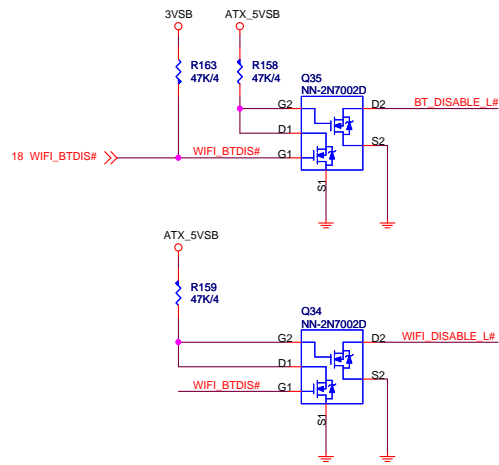 3VSB
ATX_5VSB
R163
47K/4
R158
47K/4
Q35
NN-2N7002D
G2
D2
BT_DISABLE_L#
D1
S2
18 WIFI_BTDIS#
WIFI_BTDIS#
G1
S1
ATX_5VSB
R159
47K/4
Q34
NN-2N7002D
G2
D2
WIFI_DISABLE_L#
D1
S2
WIFI_BTDIS#
G1
S1